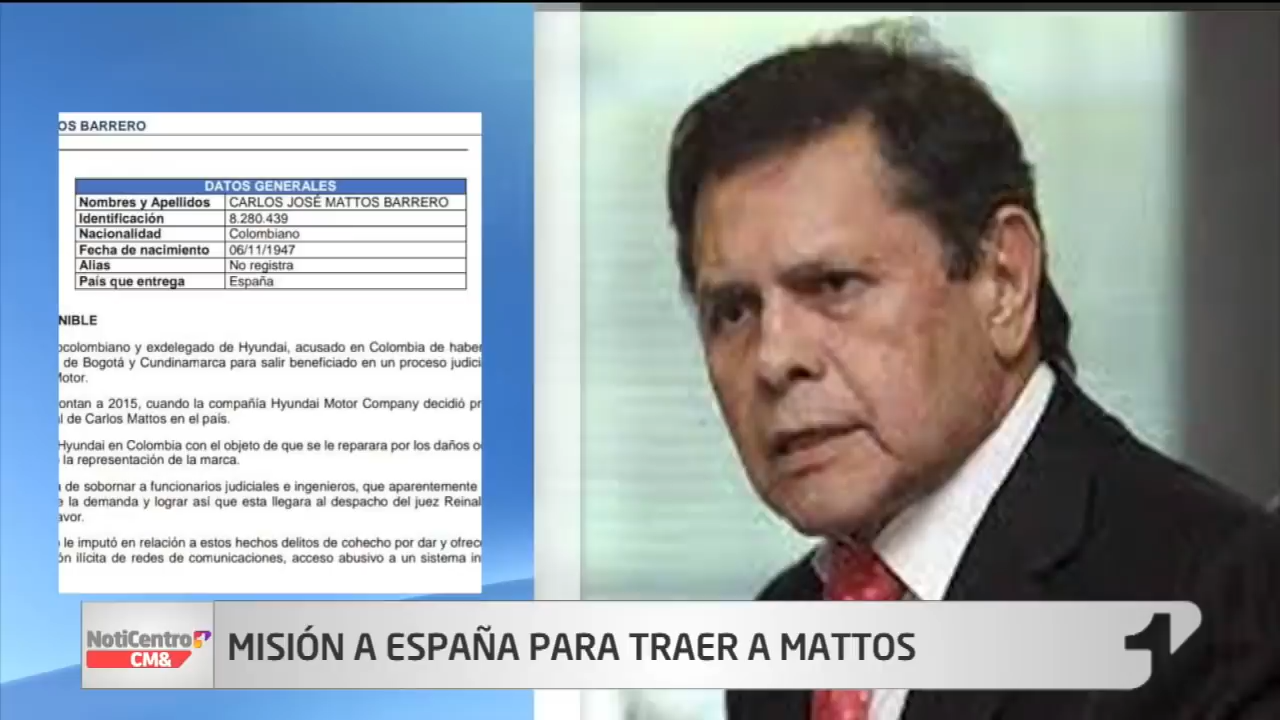 OS BARRERO
DATOS GENERALES
Nombres y Apellidos CARLOS JOSÉ MATTOS BARRERO
Identificación 8.280.439
Nacionalidad Colombiano
Fecha de nacimiento 06/11/1947
Alias No registra
País que entrega España
NIBLE
ocolombiano y exdelegado de Hyundai, acusado en Colombia de haber
de Bogotá y Cundinamarca para salir beneficiado en un proceso judici
Motor.
ontan a 2015, cuando la compañía Hyundai Motor Company decidió pr
l de Carlos Mattos en el país.
Hyundai en Colombia con el objeto de que se le reparara por los daños o
la representación de la marca.
de sobornar a funcionarios judiciales e ingenieros, que aparentemente
e la demanda y lograr así que esta llegara al despacho del juez Reinal
avor.
le imputó en relación a estos hechos delitos de cohecho por dar y ofrec
ón ilícita de redes de comunicaciones, acceso abusivo a un sistema in
NotiCentro 1
CM&
MISIÓN A ESPAÑA PARA TRAER A MATTOS
1